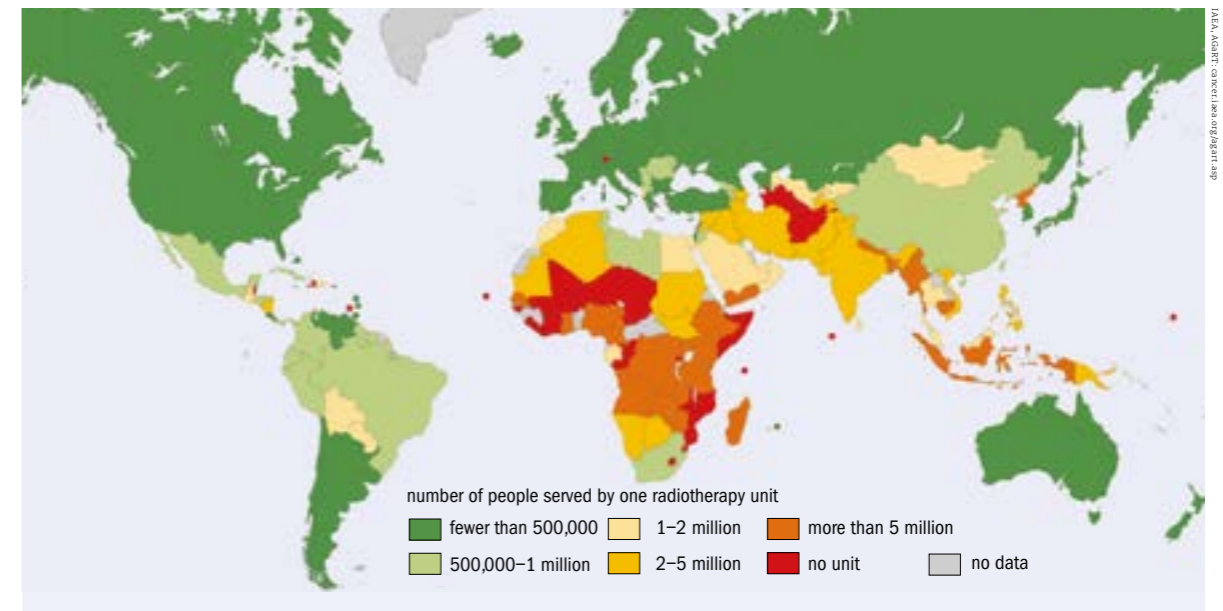 IAEA, AGaRT: cancer.iaea.org/agart.asp
number of people served by one radiotherapy unit
fewer than 500,000 1–2 million more than 5 million
500,000–1 million 2–5 million no unit no data